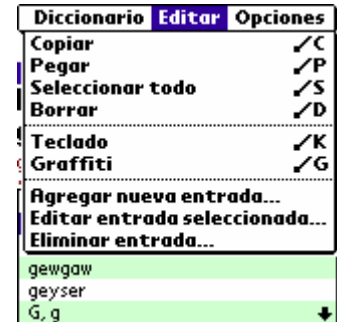 Diccionario Editar Opciones
Copiar /C
Pegar /P
Seleccionar todo /S
Borrar /D
Teclado /K
Graffiti /G
Agregar nueva entrada...
Editar entrada seleccionada...
Eliminar entrada...
gewgaw
geyser
G, g